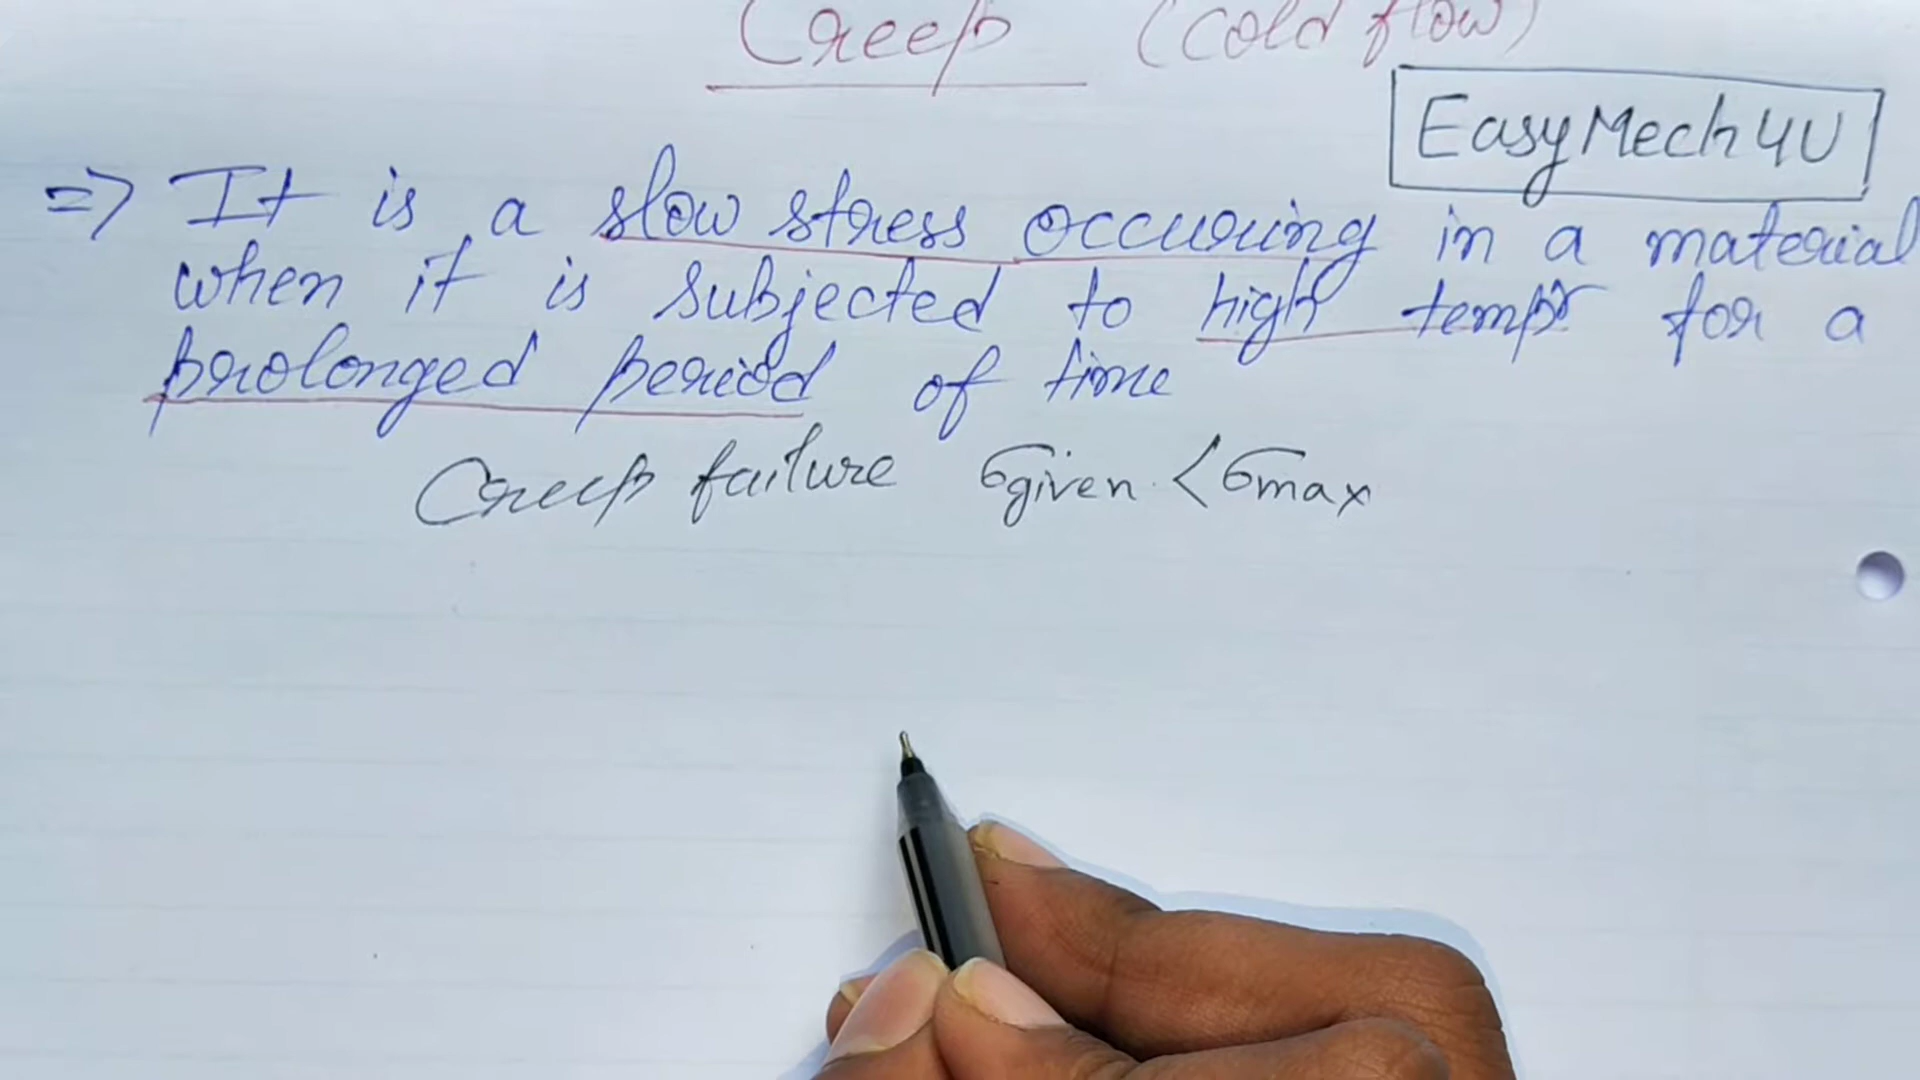 Creep (Cold flow)
EasyMech4U
=> It is a slow stress occuring in a material
when it is subjected to high tempr for a
prolonged period of time
Creep failure σgiven < σmax